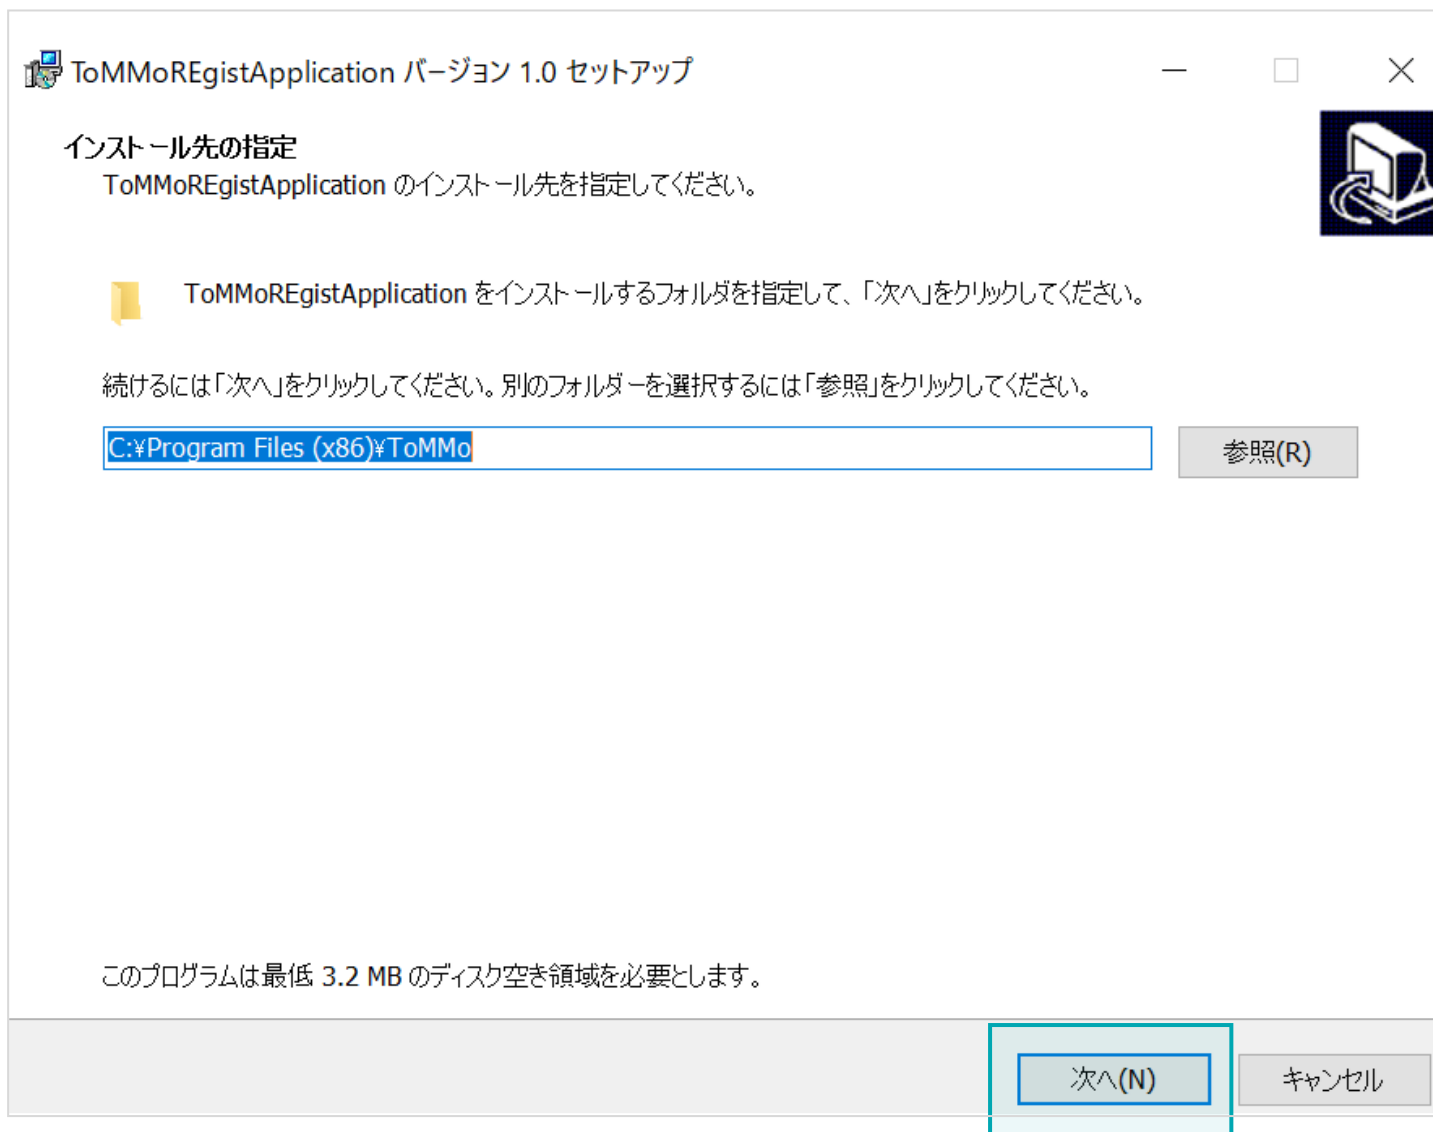 ToMMoREgistApplication バージョン 1.0 セットアップ
インストール先の指定
ToMMoREgistApplication のインストール先を指定してください。
ToMMoREgistApplication をインストールするフォルダを指定して、「次へ」をクリックしてください。
続けるには「次へ」をクリックしてください。別のフォルダーを選択するには「参照」をクリックしてください。
C:¥Program Files (x86)¥ToMMo
参照(R)
このプログラムは最低 3.2 MB のディスク空き領域を必要とします。
次へ(N)
キャンセル